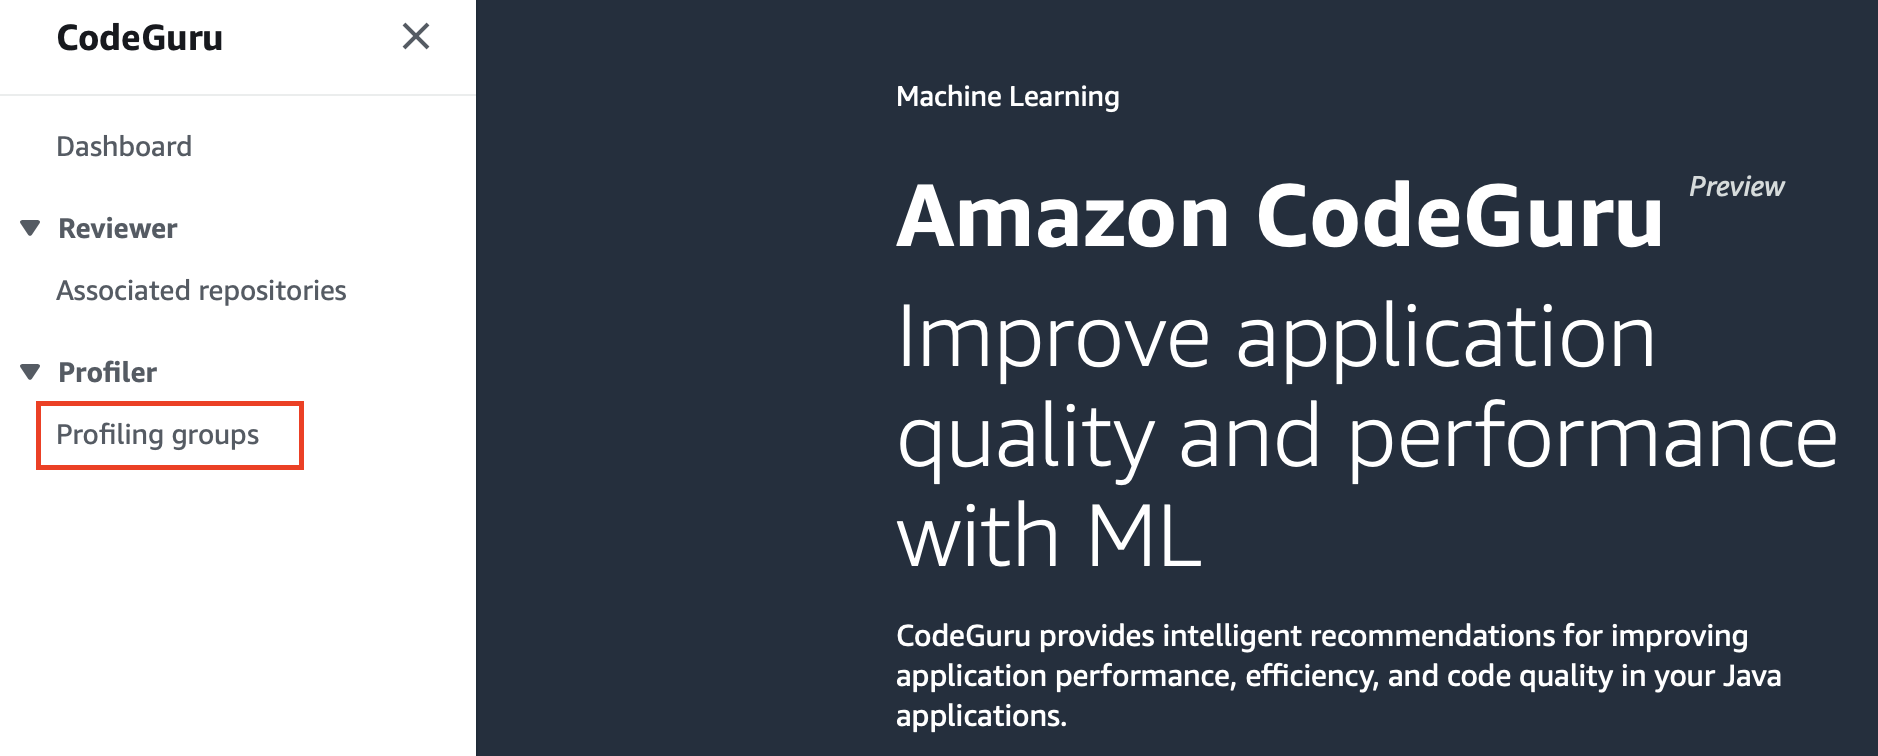 CodeGuru
Dashboard
Reviewer
Associated repositories
Profiler
Profiling groups
Machine Learning
Amazon CodeGuru Preview
Improve application
quality and performance
with ML
CodeGuru provides intelligent recommendations for improving
application performance, efficiency, and code quality in your Java
applications.